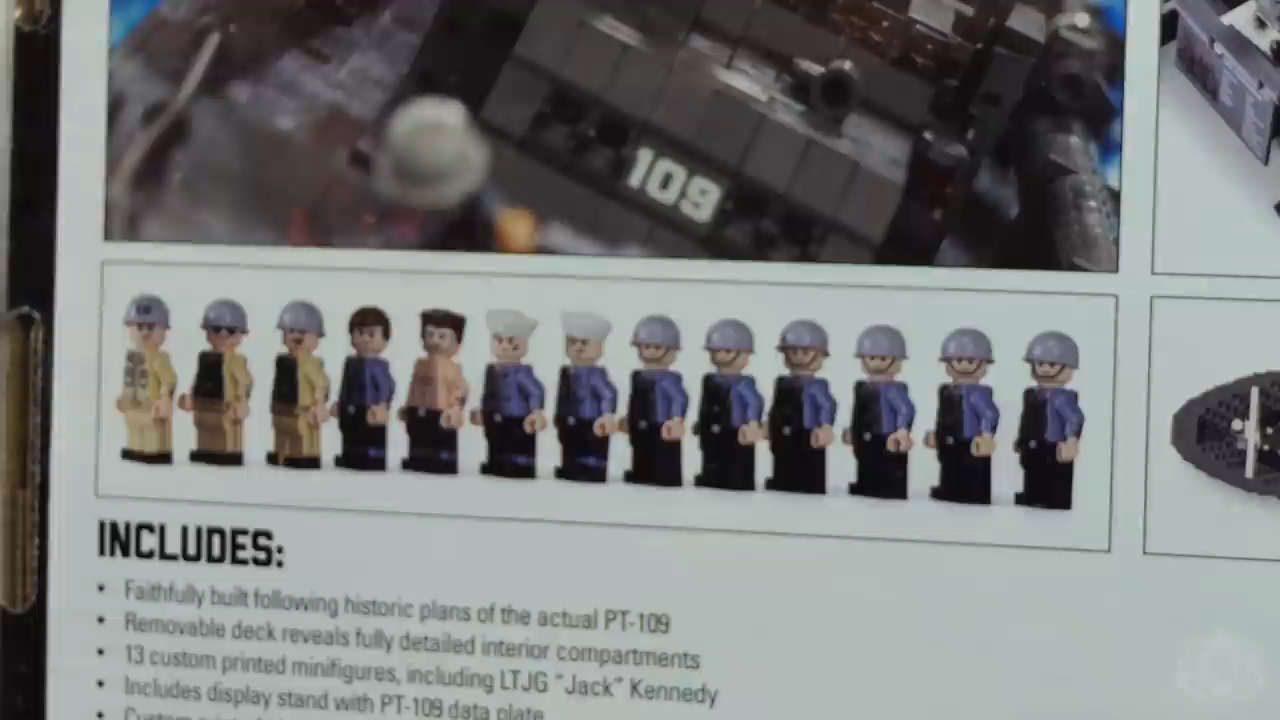 109
INCLUDES:
• Faithfully built following historic plans of the actual PT-109
• Removable deck reveals fully detailed interior compartments
• 13 custom printed minifigures, including LTJG "Jack" Kennedy
• Includes display stand with PT-109 data plate